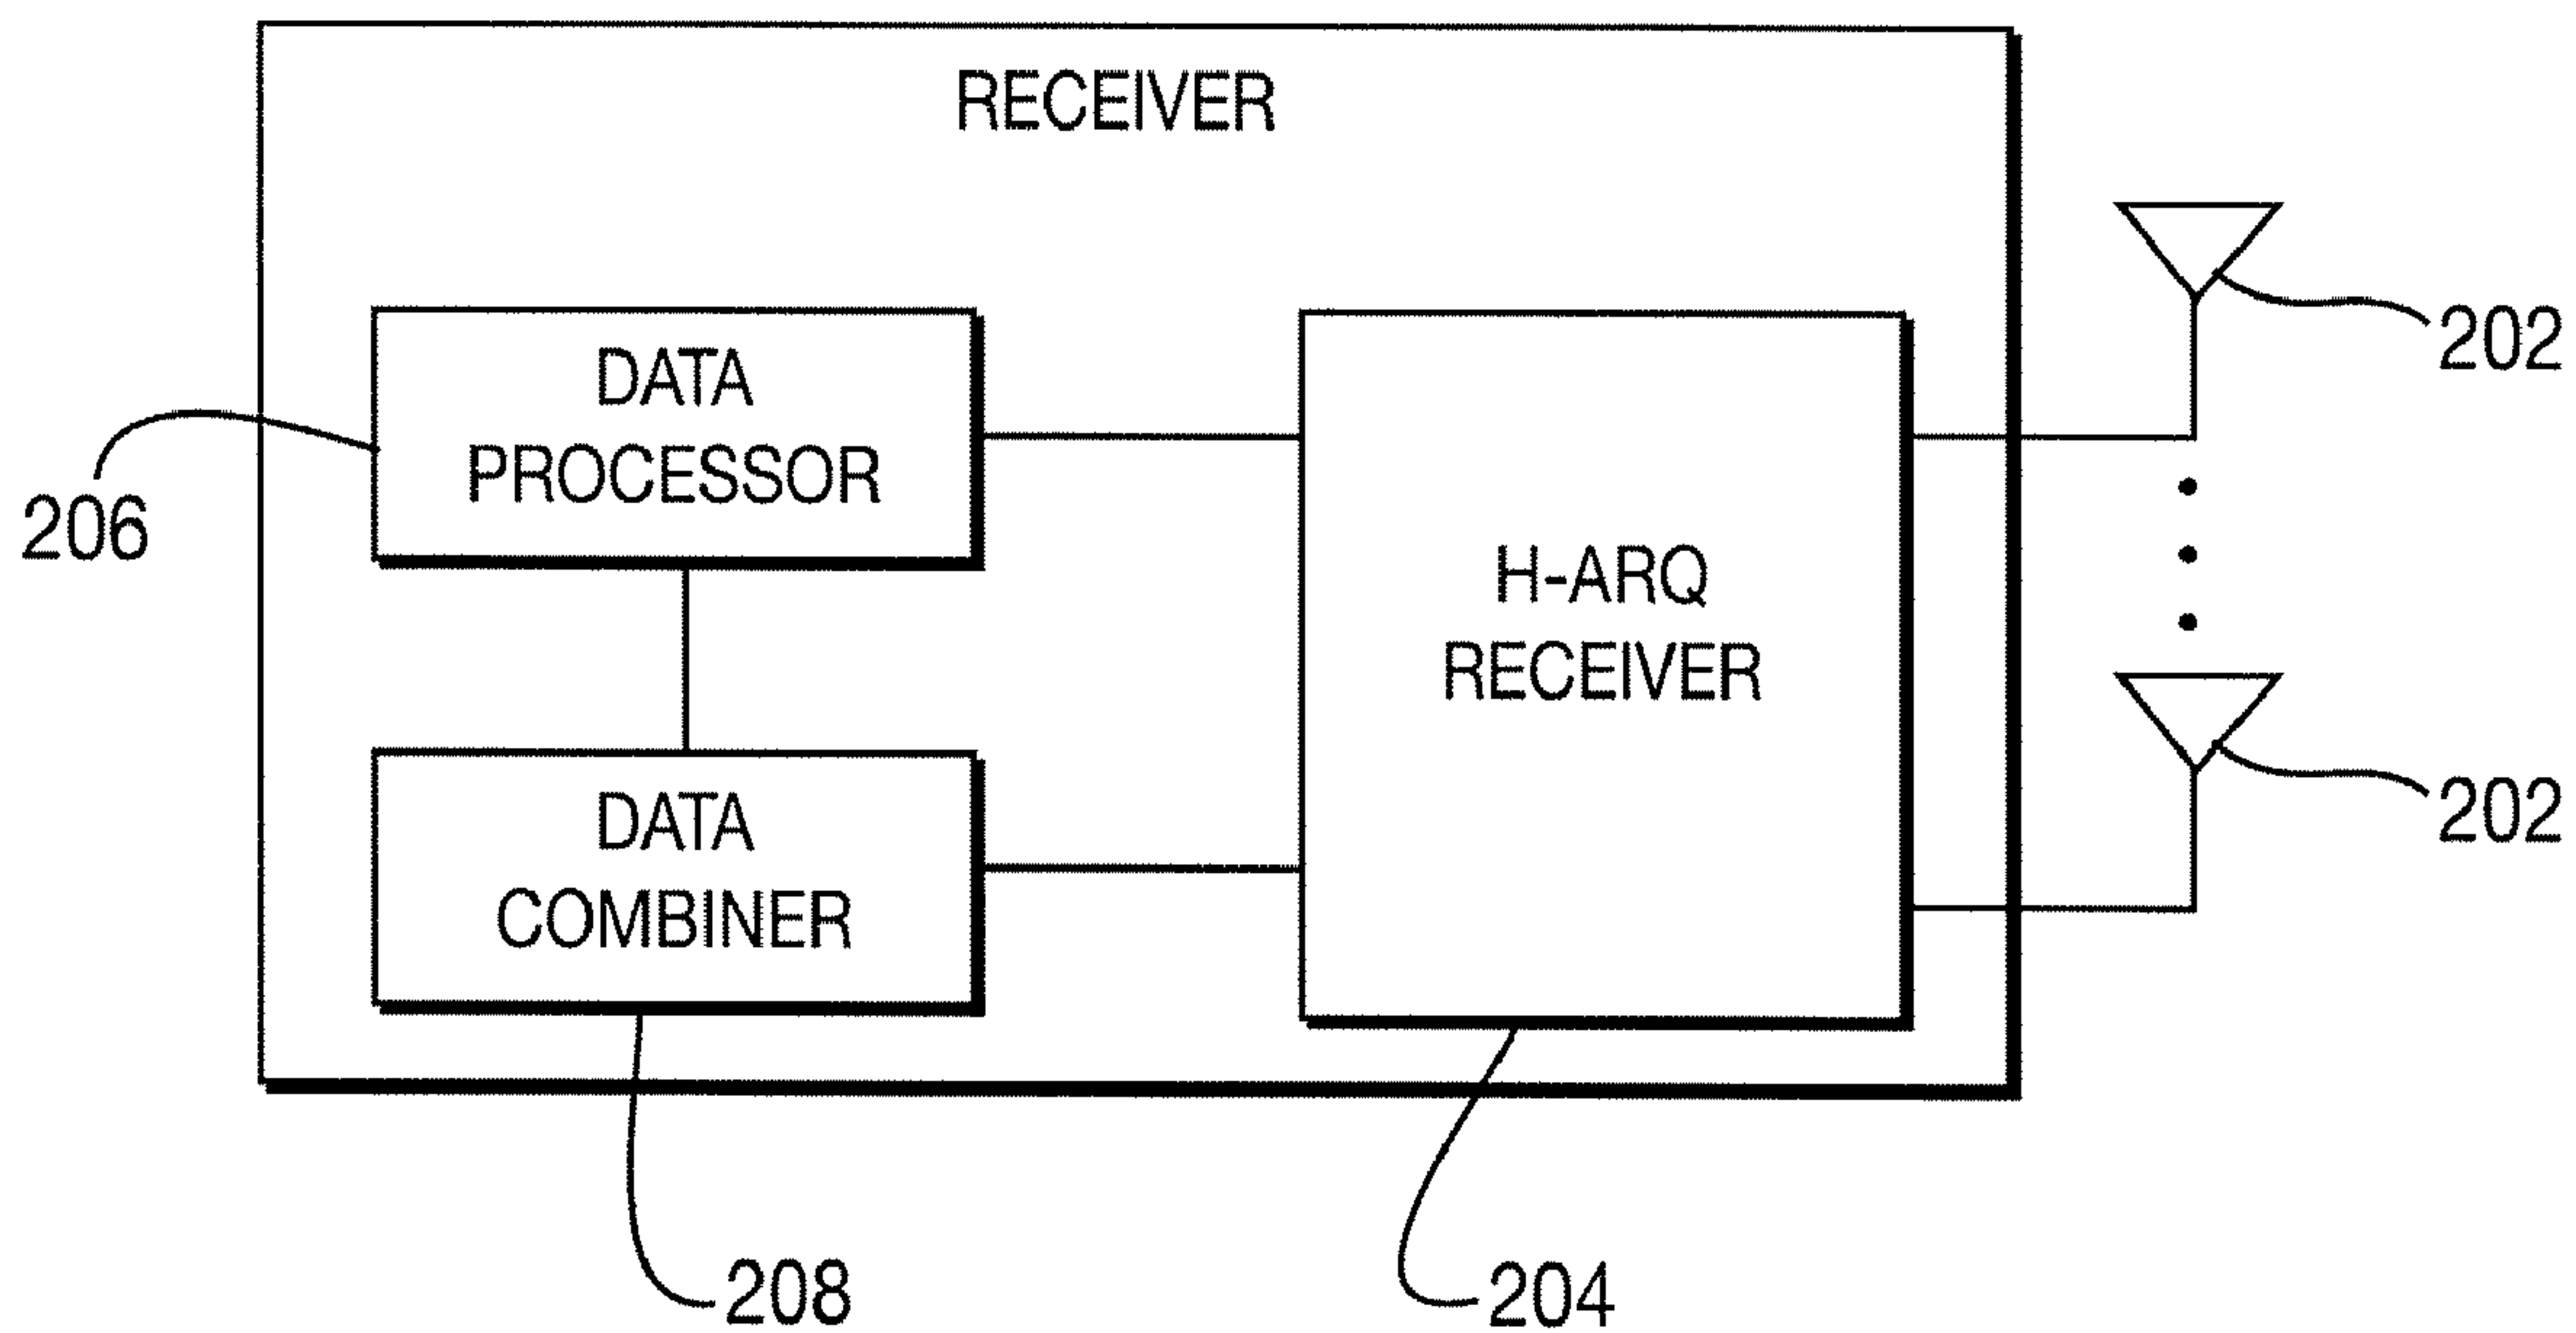 RECEIVER
DATA
PROCESSOR
206
H-ARQ
RECEIVER
202
DATA
COMBINER
202
208
204